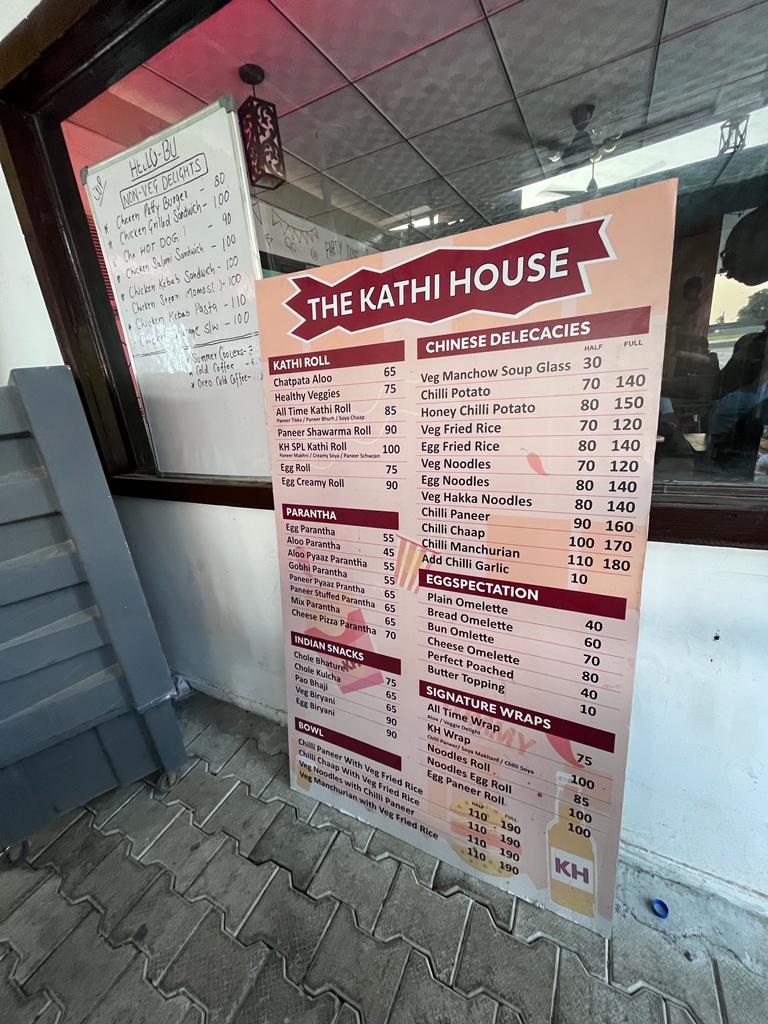 HELLO-BU
NON-VEG DELIGHTS
* Chicken Patty Burger - 80
* Chicken Grilled Sandwich - 100
HOT DOG - 90
Chicken Salami Sandwich - 100
Chicken Kebab Sandwich - 100
Chicken Steam Momos - 100
* Chicken Kebab Pasta - 110
S/W - 100
Summer Coolers
* Cold Coffee
* Oreo Cold Coffee
PARTY
THE KATHI HOUSE
KATHI ROLL
Chatpata Aloo 65
Healthy Veggies 75
All Time Kathi Roll 85
Paneer Tikka / Paneer Bhurh / Soya Chaap
Paneer Shawarma Roll 90
KH SPL Kathi Roll 100
Paneer Makhni / Creamy Soya / Paneer Schwzan
Egg Roll 75
Egg Creamy Roll 90
PARANTHA
Egg Parantha 55
Aloo Parantha 45
Aloo Pyaaz Parantha 55
Gobhi Parantha 55
Paneer Pyaaz Prantha 65
Paneer Stuffed Parantha 65
Mix Parantha 65
Cheese Pizza Parantha 70
INDIAN SNACKS
Chole Bhature 75
Chole Kulcha 65
Pao Bhaji 65
Veg Biryani 90
Egg Biryani 90
BOWL
HALF FULL
Chilli Paneer With Veg Fried Rice 110 190
Chilli Chaap With Veg Fried Rice 110 190
Veg Noodles with Chilli Paneer 110 190
Veg Manchurian with Veg Fried Rice 110 190
CHINESE DELECACIES
HALF FULL
Veg Manchow Soup Glass 30
Chilli Potato 70 140
Honey Chilli Potato 80 150
Veg Fried Rice 70 120
Egg Fried Rice 80 140
Veg Noodles 70 120
Egg Noodles 80 140
Veg Hakka Noodles 80 140
Chilli Paneer 90 160
Chilli Chaap 100 170
Chilli Manchurian 110 180
Add Chilli Garlic 10
EGGSPECTATION
Plain Omelette 40
Bread Omelette 60
Bun Omlette 70
Cheese Omelette 80
Perfect Poached 40
Butter Topping 10
SIGNATURE WRAPS
All Time Wrap 75
Aloo / Veggie Delight
KH Wrap 100
Chilli Paneer/ Soya Makhani / Chilli Soya
Noodles Roll 85
Noodles Egg Roll 100
Egg Paneer Roll 100
KH